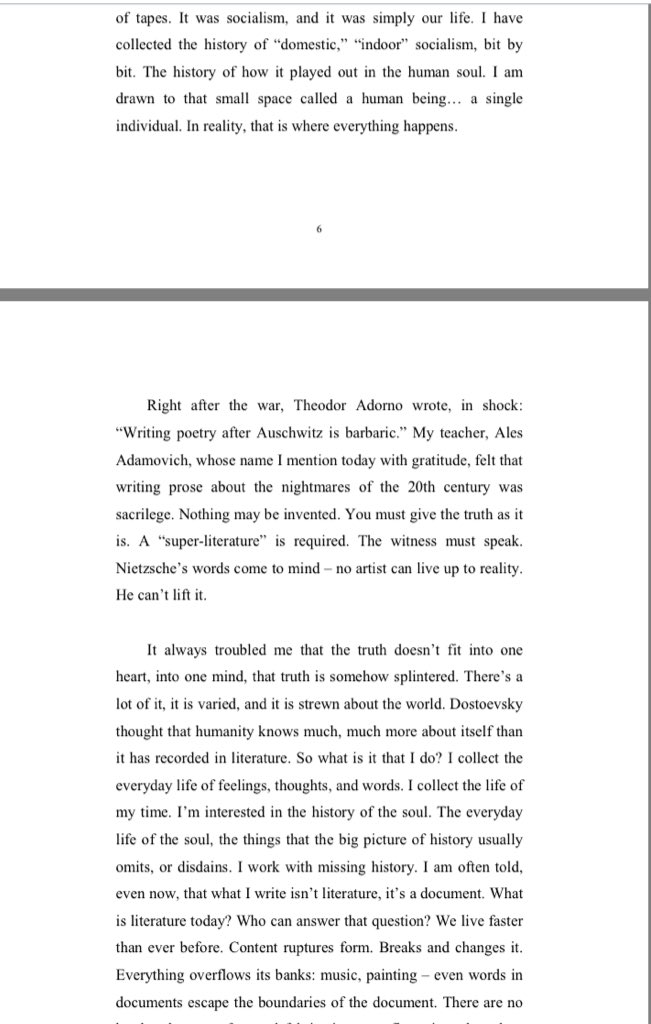 of tapes. It was socialism, and it was simply our life. I have
collected the history of “domestic,” “indoor” socialism, bit by
bit. The history of how it played out in the human soul. I am
drawn to that small space called a human being… a single
individual. In reality, that is where everything happens.
6
Right after the war, Theodor Adorno wrote, in shock:
“Writing poetry after Auschwitz is barbaric.” My teacher, Ales
Adamovich, whose name I mention today with gratitude, felt that
writing prose about the nightmares of the 20th century was
sacrilege. Nothing may be invented. You must give the truth as it
is. A “super-literature” is required. The witness must speak.
Nietzsche’s words come to mind – no artist can live up to reality.
He can’t lift it.
It always troubled me that the truth doesn’t fit into one
heart, into one mind, that truth is somehow splintered. There’s a
lot of it, it is varied, and it is strewn about the world. Dostoevsky
thought that humanity knows much, much more about itself than
it has recorded in literature. So what is it that I do? I collect the
everyday life of feelings, thoughts, and words. I collect the life of
my time. I’m interested in the history of the soul. The everyday
life of the soul, the things that the big picture of history usually
omits, or disdains. I work with missing history. I am often told,
even now, that what I write isn’t literature, it’s a document. What
is literature today? Who can answer that question? We live faster
than ever before. Content ruptures form. Breaks and changes it.
Everything overflows its banks: music, painting – even words in
documents escape the boundaries of the document. There are no